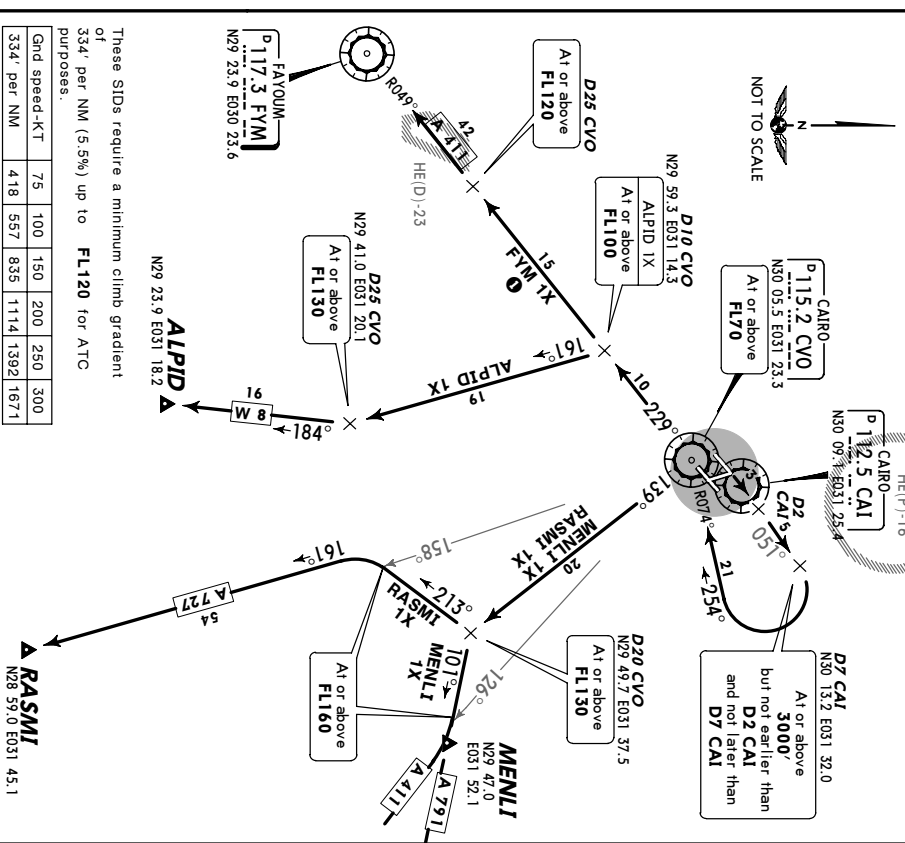 HE(P)-16
NOT TO SCALE
N
CAIRO
D 115.2 CVO
N30 05.5 E031 23.3
At or above
FL70
CAIRO
D 112.5 CAI
N30 09.1 E031 25.4
D2
CAI
3
5
051°
D7 CAI
N30 13.2 E031 32.0
At or above
3000'
but not earlier than
D2 CAI
and not later than
D7 CAI
21
254°
R074°
D10 CVO
N29 59.3 E031 14.3
ALPID 1X
At or above
FL100
10
229°
139°
D25 CVO
At or above
FL120
15
FYM 1X
1
42
A 411
HE(D)-23
R049°
FAYOUM
D 117.3 FYM
N29 23.9 E030 23.6
161°
ALPID 1X
19
D25 CVO
N29 41.0 E031 20.1
At or above
FL130
184°
16
W 8
ALPID
N29 23.9 E031 18.2
MENLI 1X
RASMI 1X
20
D20 CVO
N29 49.7 E031 37.5
At or above
FL130
158°
126°
213°
RASMI
1X
101°
MENLI
1X
At or above
FL160
MENLI
N29 47.0
E031 52.1
A 791
A 411
161°
A 727
54
RASMI
N28 59.0 E031 45.1
These SIDs require a minimum climb gradient
of
334' per NM (5.5%) up to FL120 for ATC
purposes.
Gnd speed-KT 75 100 150 200 250 300
334' per NM 418 557 835 1114 1392 1671